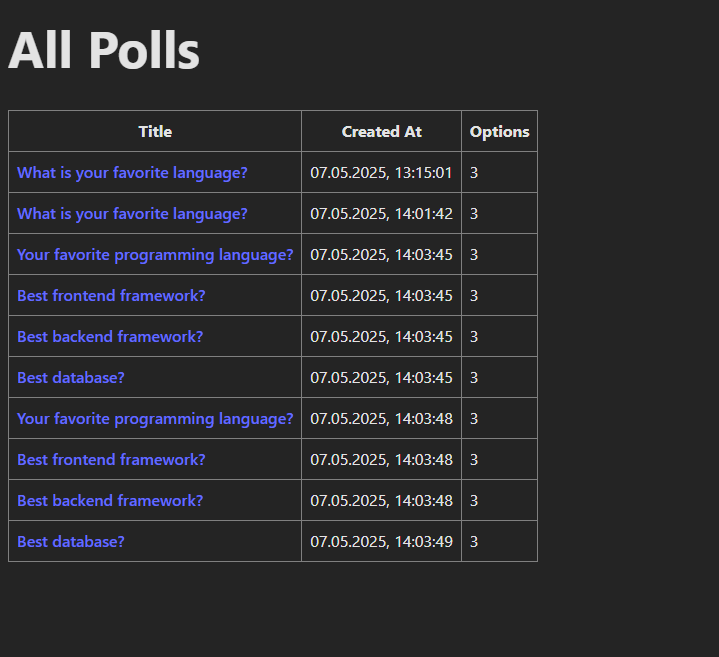 All Polls
Title Created At Options
What is your favorite language? 07.05.2025, 13:15:01 3
What is your favorite language? 07.05.2025, 14:01:42 3
Your favorite programming language? 07.05.2025, 14:03:45 3
Best frontend framework? 07.05.2025, 14:03:45 3
Best backend framework? 07.05.2025, 14:03:45 3
Best database? 07.05.2025, 14:03:45 3
Your favorite programming language? 07.05.2025, 14:03:48 3
Best frontend framework? 07.05.2025, 14:03:48 3
Best backend framework? 07.05.2025, 14:03:48 3
Best database? 07.05.2025, 14:03:49 3